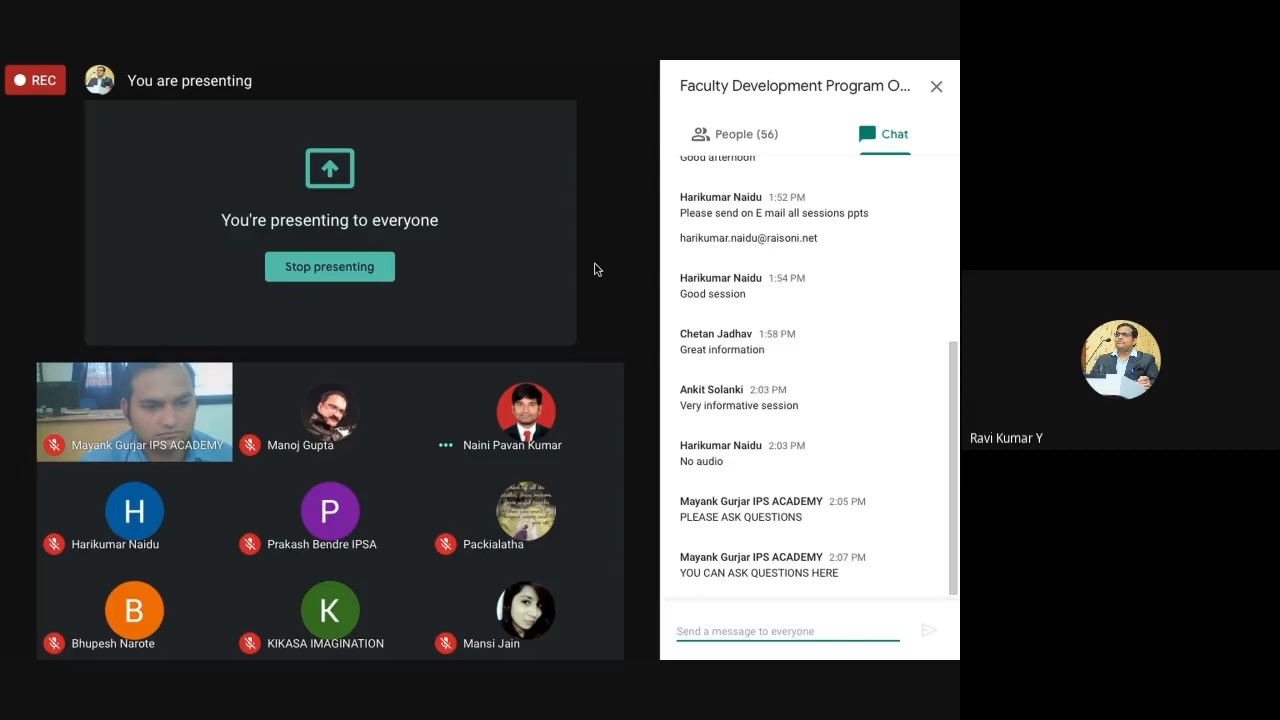 REC
You are presenting
You're presenting to everyone
Stop presenting
Mayank Gurjar IPS ACADEMY
Manoj Gupta
Naini Pavan Kumar
H
Harikumar Naidu
P
Prakash Bendre IPSA
Packialatha
B
Bhupesh Narote
K
KIKASA IMAGINATION
Mansi Jain
Faculty Development Program O...
People (56)
Chat
Good afternoon
Harikumar Naidu 1:52 PM
Please send on E mail all sessions ppts
harikumar.naidu@raisoni.net
Harikumar Naidu 1:54 PM
Good session
Chetan Jadhav 1:58 PM
Great information
Ankit Solanki 2:03 PM
Very informative session
Harikumar Naidu 2:03 PM
No audio
Mayank Gurjar IPS ACADEMY 2:05 PM
PLEASE ASK QUESTIONS
Mayank Gurjar IPS ACADEMY 2:07 PM
YOU CAN ASK QUESTIONS HERE
Send a message to everyone
Ravi Kumar Y